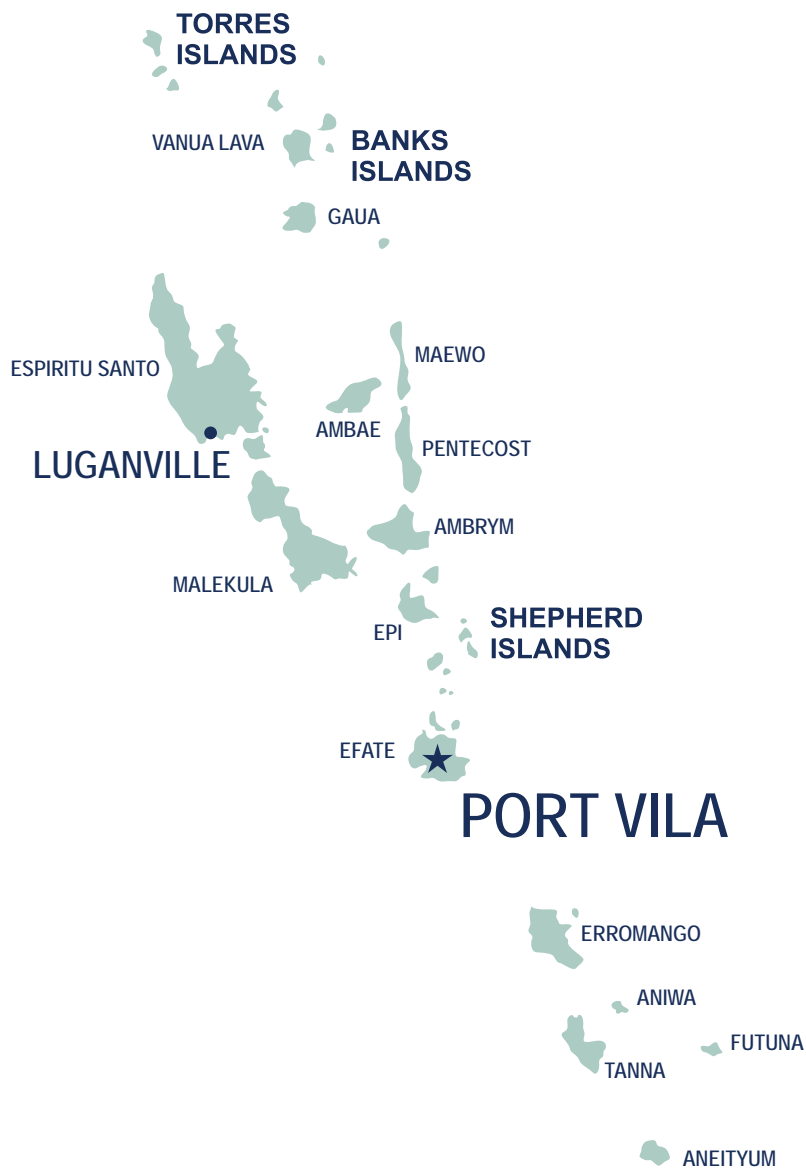 TORRES
ISLANDS
VANUA LAVA
BANKS
ISLANDS
GAUA
MAEWO
ESPIRITU SANTO
AMBAE
PENTECOST
LUGANVILLE
AMBRYM
MALEKULA
SHEPHERD
ISLANDS
EPI
EFATE
PORT VILA
ERROMANGO
ANIWA
FUTUNA
TANNA
ANEITYUM